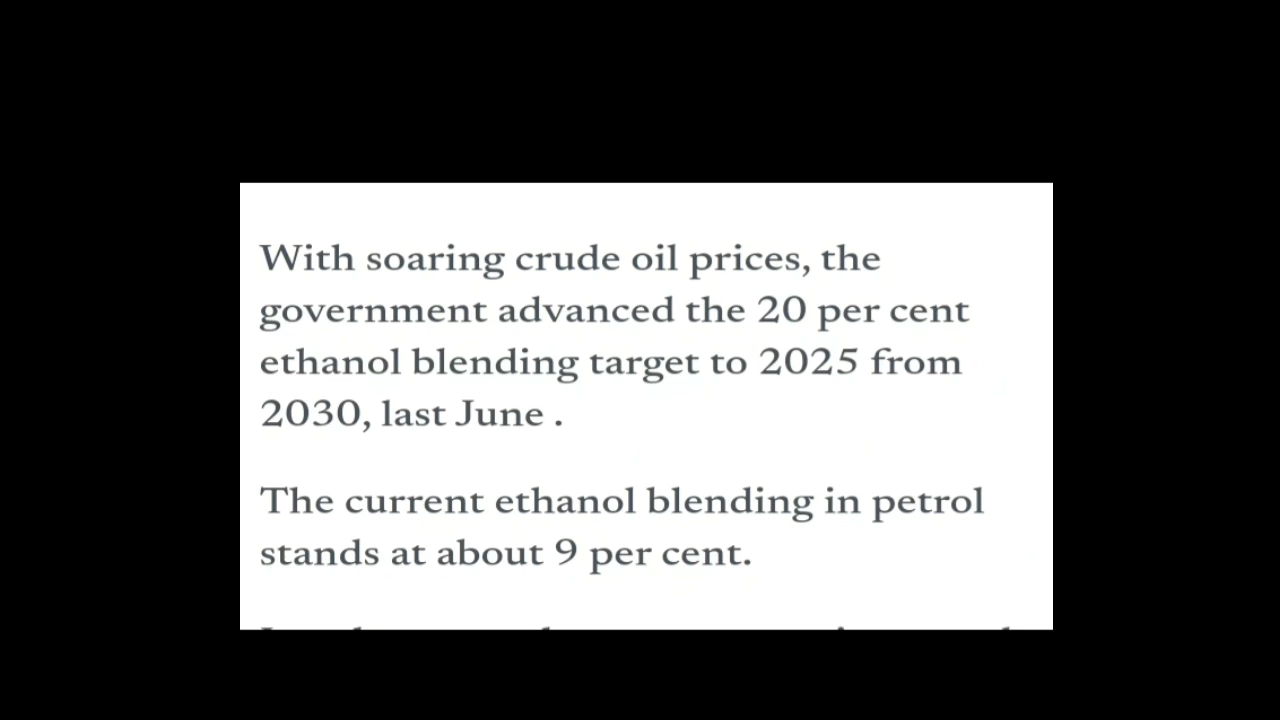 With soaring crude oil prices, the
government advanced the 20 per cent
ethanol blending target to 2025 from
2030, last June .
The current ethanol blending in petrol
stands at about 9 per cent.